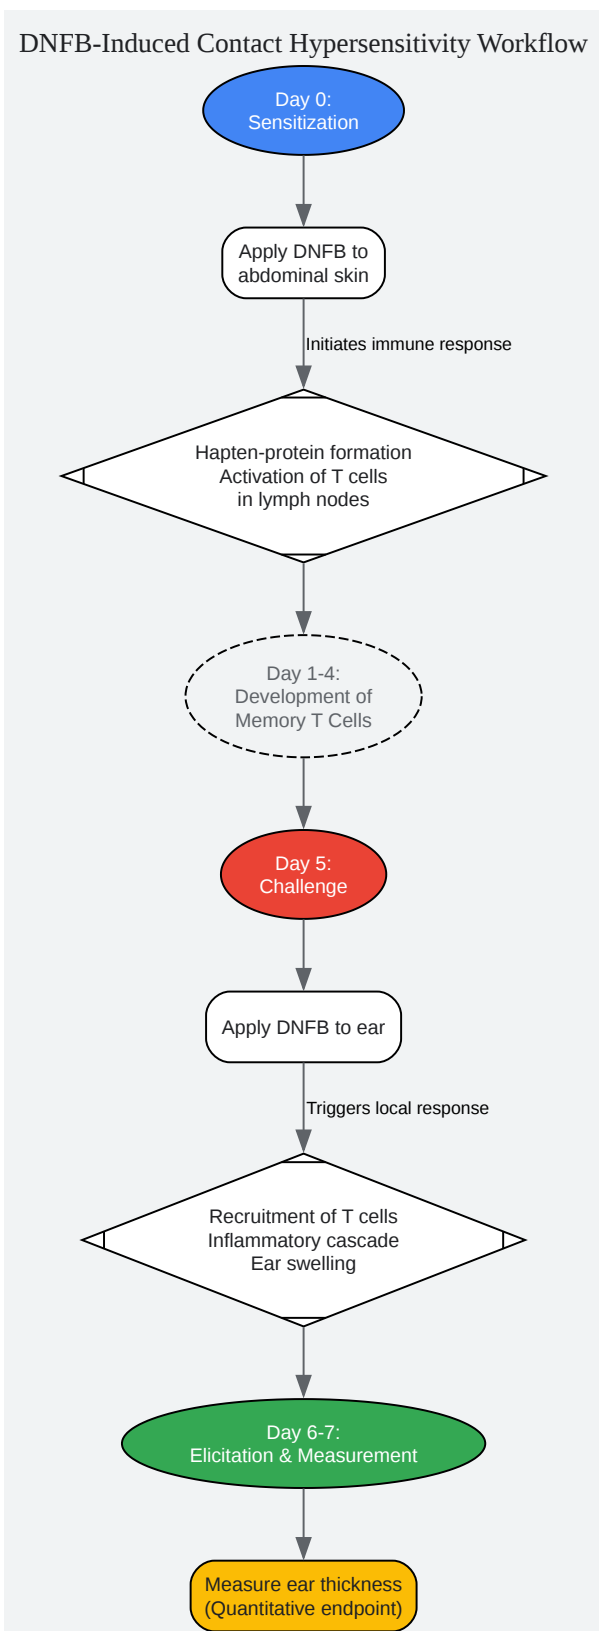 DNFB-Induced Contact Hypersensitivity Workflow
Day 0:
Sensitization
Apply DNFB to
abdominal skin
Initiates immune response
Hapten-protein formation
Activation of T cells
in lymph nodes
Day 1-4:
Development of
Memory T Cells
Day 5:
Challenge
Apply DNFB to ear
Triggers local response
Recruitment of T cells
Inflammatory cascade
Ear swelling
Day 6-7:
Elicitation & Measurement
Measure ear thickness
(Quantitative endpoint)